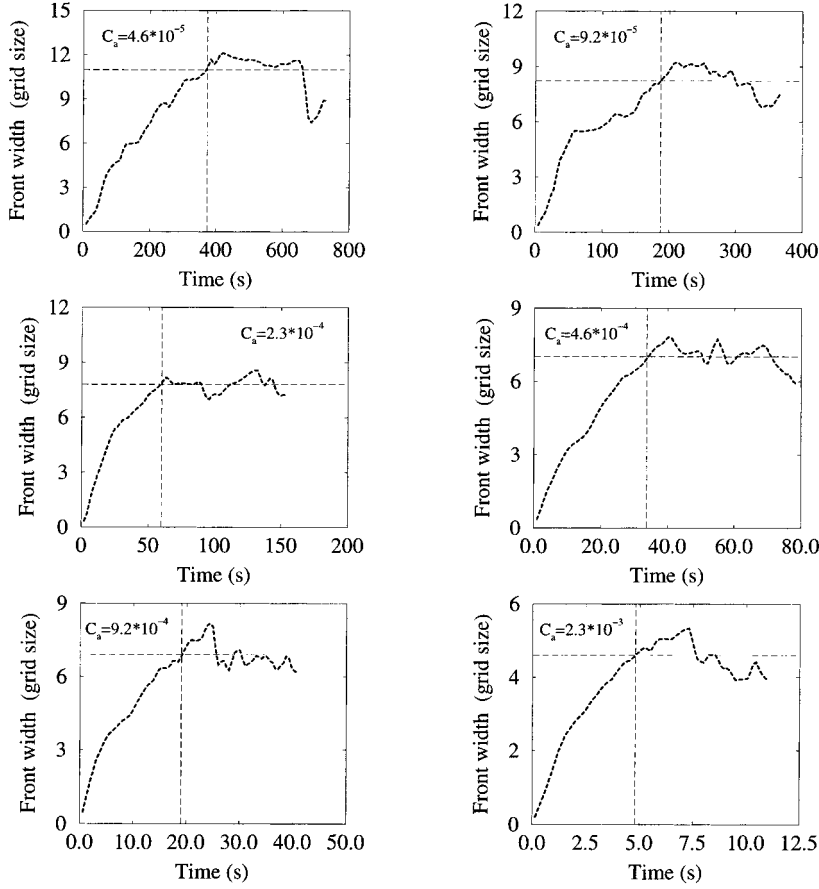 C_a=4.6*10^-5
Front width (grid size)
15
12
9
6
3
0
0 200 400 600 800
Time (s)
C_a=9.2*10^-5
Front width (grid size)
12
9
6
3
0
0 100 200 300 400
Time (s)
C_a=2.3*10^-4
Front width (grid size)
12
9
6
3
0
0 50 100 150 200
Time (s)
C_a=4.6*10^-4
Front width (grid size)
9
6
3
0
0.0 20.0 40.0 60.0 80.0
Time (s)
C_a=9.2*10^-4
Front width (grid size)
9
6
3
0
0.0 10.0 20.0 30.0 40.0 50.0
Time (s)
C_a=2.3*10^-3
Front width (grid size)
6
4
2
0
0.0 2.5 5.0 7.5 10.0 12.5
Time (s)